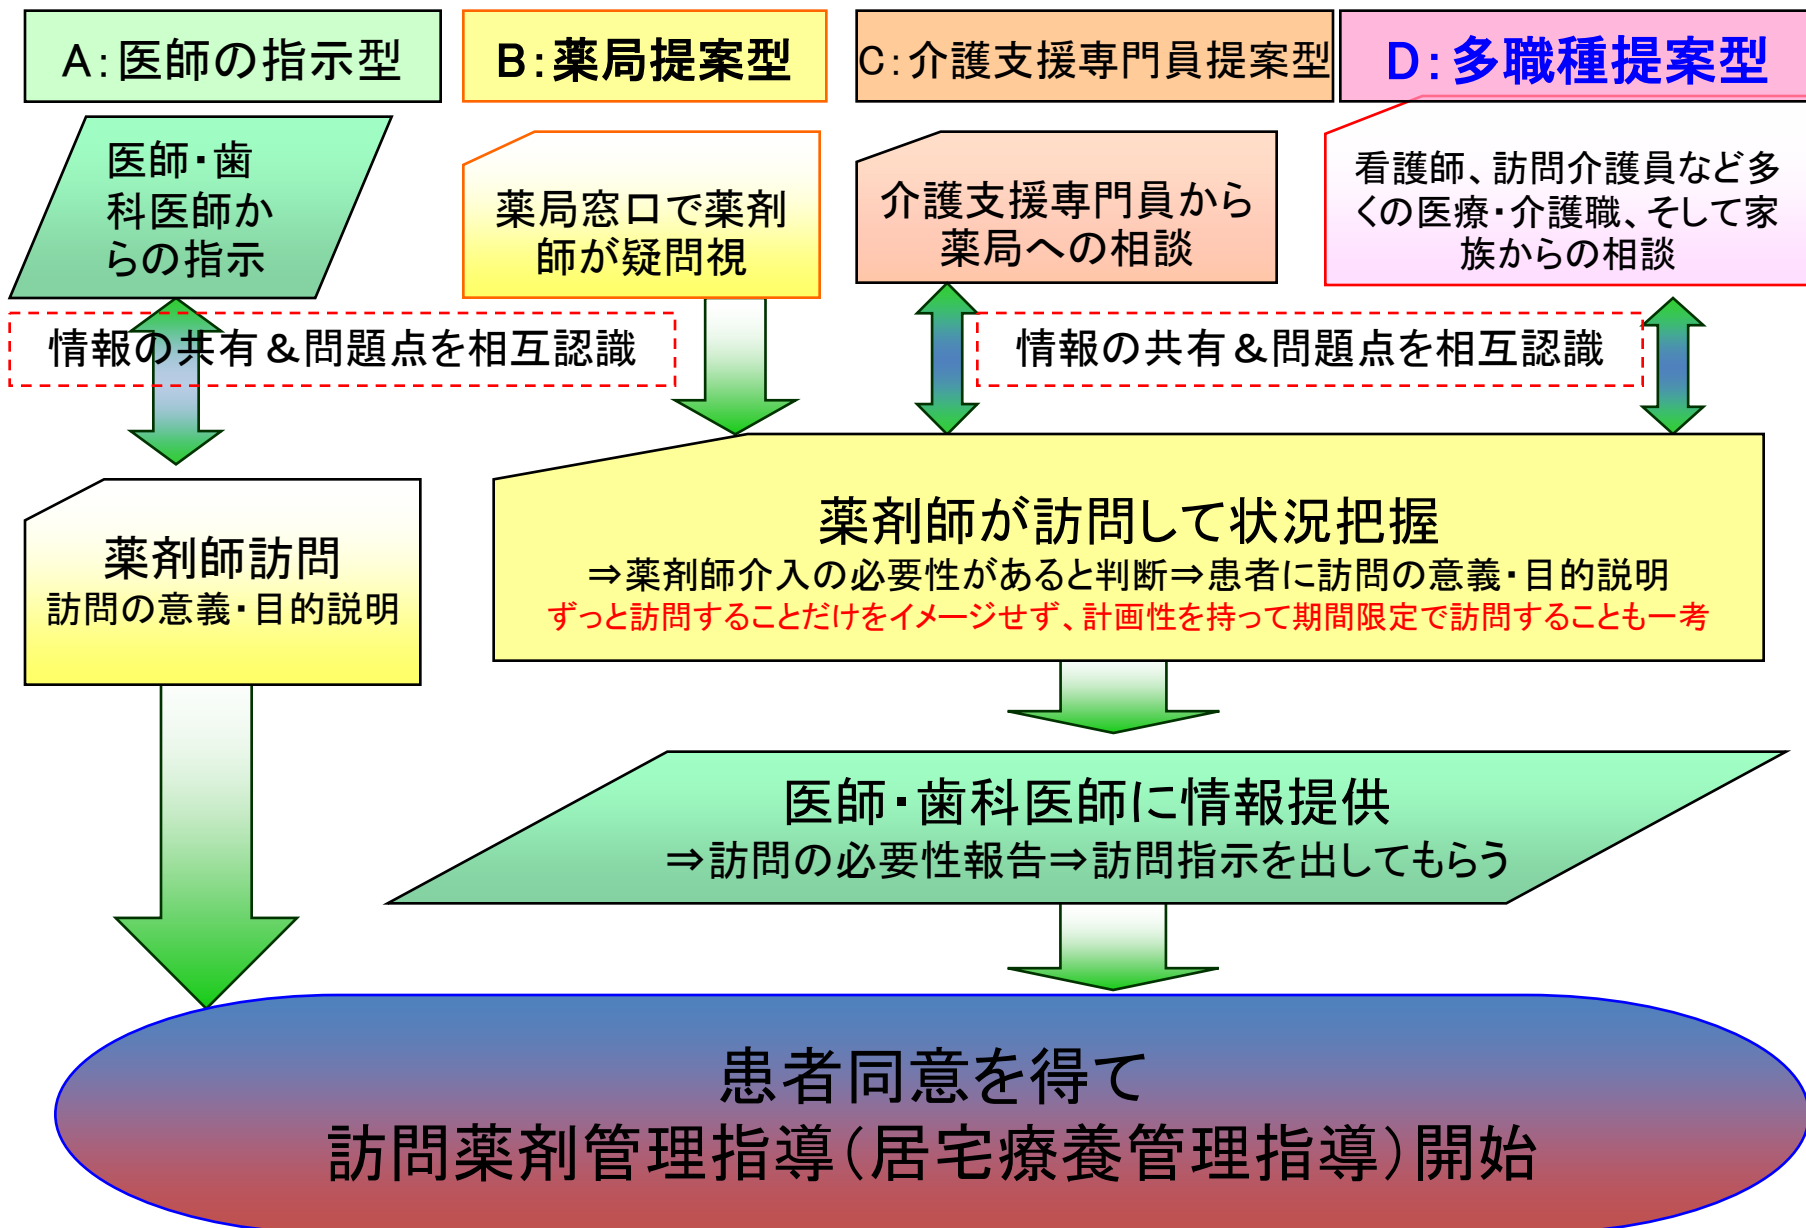 A：医師の指示型
B：薬局提案型
C：介護支援専門員提案型
D：多職種提案型
医師・歯
科医師か
らの指示
薬局窓口で薬剤
師が疑問視
介護支援専門員から
薬局への相談
看護師、訪問介護員など多
くの医療・介護職、そして家
族からの相談
情報の共有＆問題点を相互認識
情報の共有＆問題点を相互認識
薬剤師訪問
訪問の意義・目的説明
薬剤師が訪問して状況把握
⇒薬剤師介入の必要性があると判断⇒患者に訪問の意義・目的説明
ずっと訪問することだけをイメージせず、計画性を持って期間限定で訪問することも一考
医師・歯科医師に情報提供
⇒訪問の必要性報告⇒訪問指示を出してもらう
患者同意を得て
訪問薬剤管理指導（居宅療養管理指導）開始